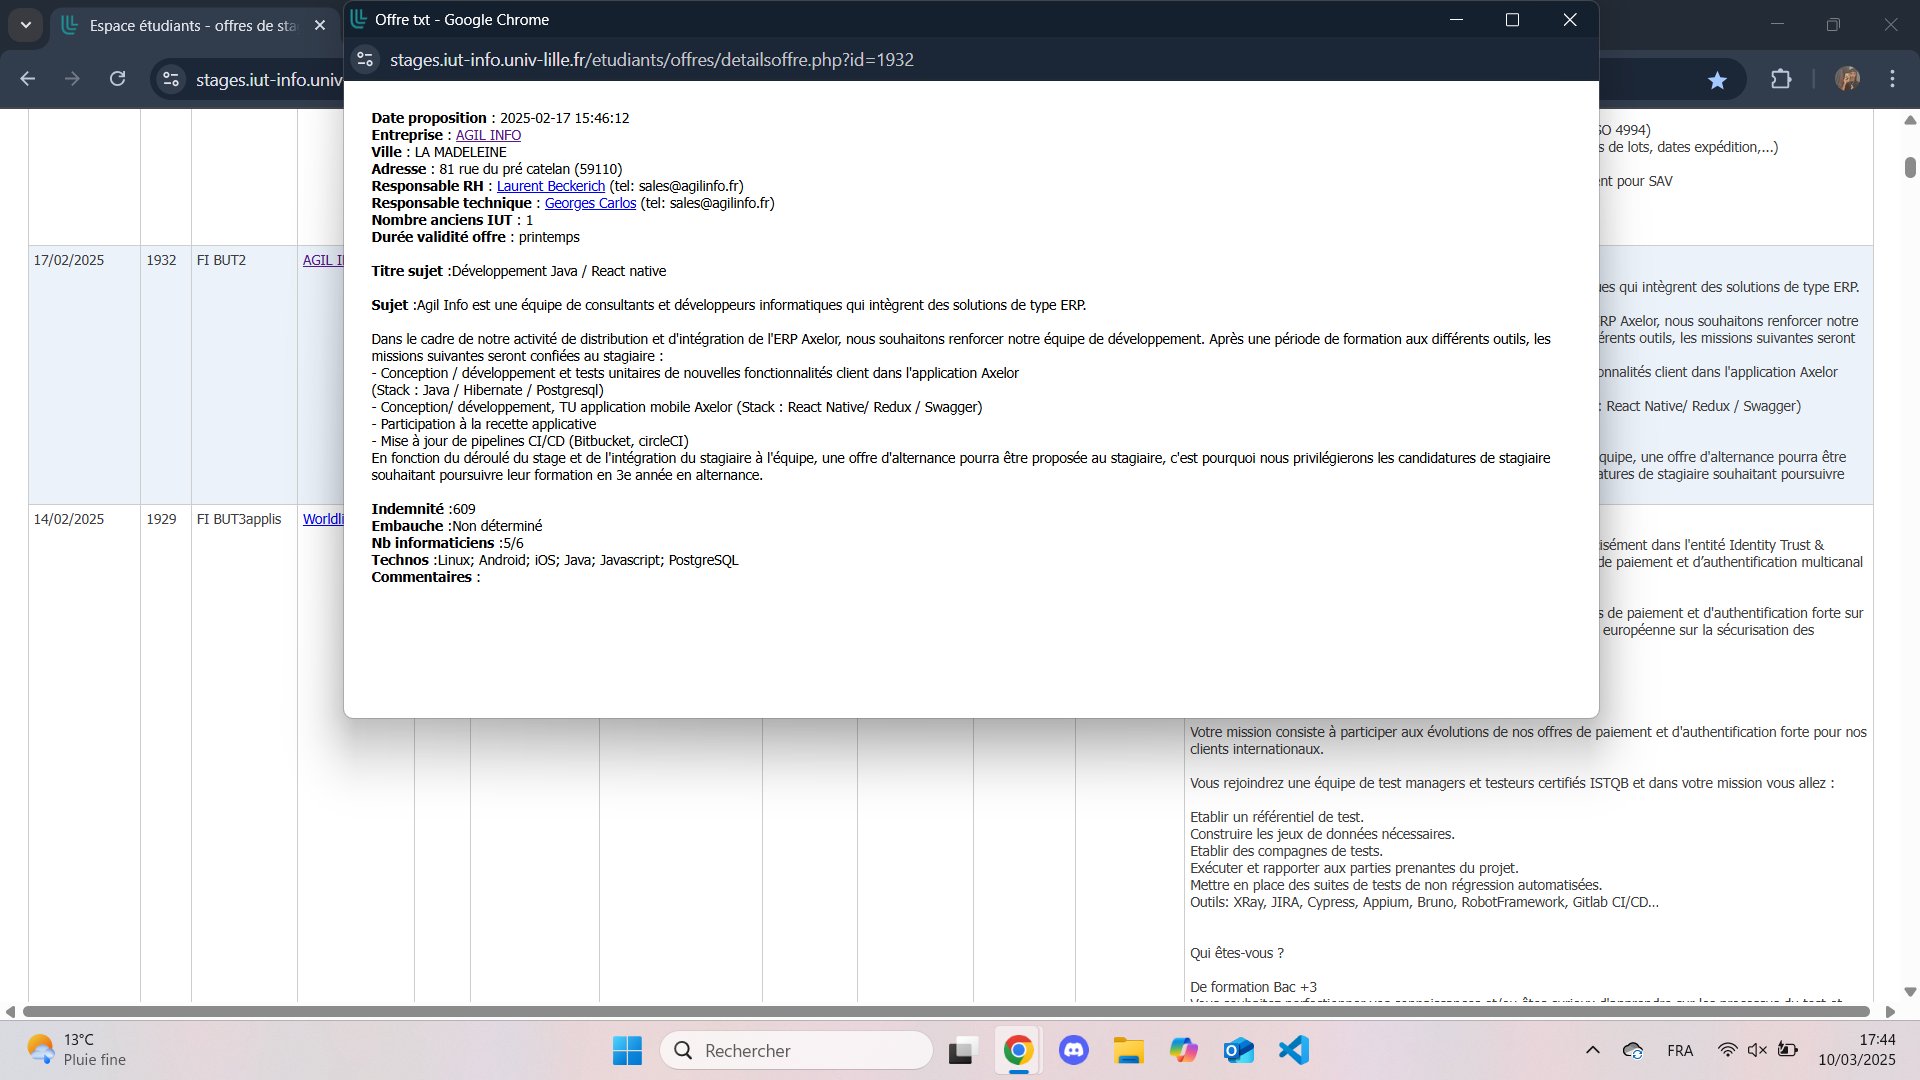 Espace étudiants - offres de sta
Offre txt - Google Chrome
stages.iut-info.univ
stages.iut-info.univ-lille.fr/etudiants/offres/detailsoffre.php?id=1932
Date proposition : 2025-02-17 15:46:12
Entreprise : AGIL INFO
Ville : LA MADELEINE
Adresse : 81 rue du pré catelan (59110)
Responsable RH : Laurent Beckerich (tel: sales@agilinfo.fr)
Responsable technique : Georges Carlos (tel: sales@agilinfo.fr)
Nombre anciens IUT : 1
Durée validité offre : printemps
Titre sujet :Développement Java / React native
Sujet :Agil Info est une équipe de consultants et développeurs informatiques qui intègrent des solutions de type ERP.
Dans le cadre de notre activité de distribution et d'intégration de l'ERP Axelor, nous souhaitons renforcer notre équipe de développement. Après une période de formation aux différents outils, les
missions suivantes seront confiées au stagiaire :
- Conception / développement et tests unitaires de nouvelles fonctionnalités client dans l'application Axelor
(Stack : Java / Hibernate / Postgresql)
- Conception/ développement, TU application mobile Axelor (Stack : React Native/ Redux / Swagger)
- Participation à la recette applicative
- Mise à jour de pipelines CI/CD (Bitbucket, circleCI)
En fonction du déroulé du stage et de l'intégration du stagiaire à l'équipe, une offre d'alternance pourra être proposée au stagiaire, c'est pourquoi nous privilégierons les candidatures de stagiaire
souhaitant poursuivre leur formation en 3e année en alternance.
Indemnité :609
Embauche :Non déterminé
Nb informaticiens :5/6
Technos :Linux; Android; iOS; Java; Javascript; PostgreSQL
Commentaires :
SO 4994)
s de lots, dates expédition,...)
nt pour SAV
17/02/2025 1932 FI BUT2 AGIL I
es qui intègrent des solutions de type ERP.
RP Axelor, nous souhaitons renforcer notre
érents outils, les missions suivantes seront
onnalités client dans l'application Axelor
: React Native/ Redux / Swagger)
quipe, une offre d'alternance pourra être
atures de stagiaire souhaitant poursuivre
14/02/2025 1929 FI BUT3applis Worldli
isément dans l'entité Identity Trust &
de paiement et d’authentification multicanal
s de paiement et d'authentification forte sur
européenne sur la sécurisation des
Votre mission consiste à participer aux évolutions de nos offres de paiement et d'authentification forte pour nos
clients internationaux.
Vous rejoindrez une équipe de test managers et testeurs certifiés ISTQB et dans votre mission vous allez :
Etablir un référentiel de test.
Construire les jeux de données nécessaires.
Etablir des compagnes de tests.
Exécuter et rapporter aux parties prenantes du projet.
Mettre en place des suites de tests de non régression automatisées.
Outils: XRay, JIRA, Cypress, Appium, Bruno, RobotFramework, Gitlab CI/CD...
Qui êtes-vous ?
De formation Bac +3
13°C
Pluie fine
Rechercher
FRA
17:44
10/03/2025